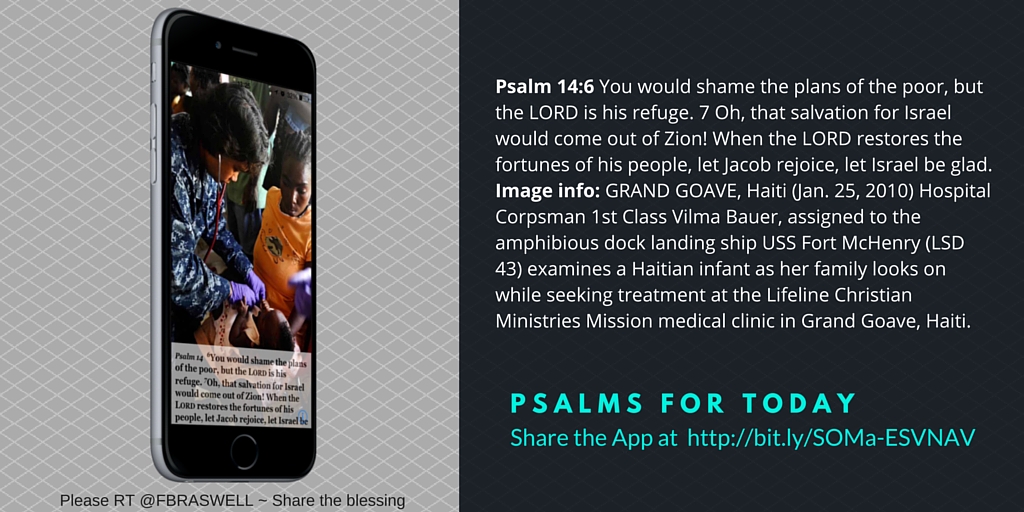 Psalm 14 ⁶You would shame the plans
of the poor, but the LORD is his
refuge. ⁷Oh, that salvation for Israel
would come out of Zion! When the
LORD restores the fortunes of his
people, let Jacob rejoice, let Israel be
Please RT @FBRASWELL ~ Share the blessing
Psalm 14:6 You would shame the plans of the poor, but
the LORD is his refuge. 7 Oh, that salvation for Israel
would come out of Zion! When the LORD restores the
fortunes of his people, let Jacob rejoice, let Israel be glad.
Image info: GRAND GOAVE, Haiti (Jan. 25, 2010) Hospital
Corpsman 1st Class Vilma Bauer, assigned to the
amphibious dock landing ship USS Fort McHenry (LSD
43) examines a Haitian infant as her family looks on
while seeking treatment at the Lifeline Christian
Ministries Mission medical clinic in Grand Goave, Haiti.
PSALMS FOR TODAY
Share the App at http://bit.ly/SOMa-ESVNAV